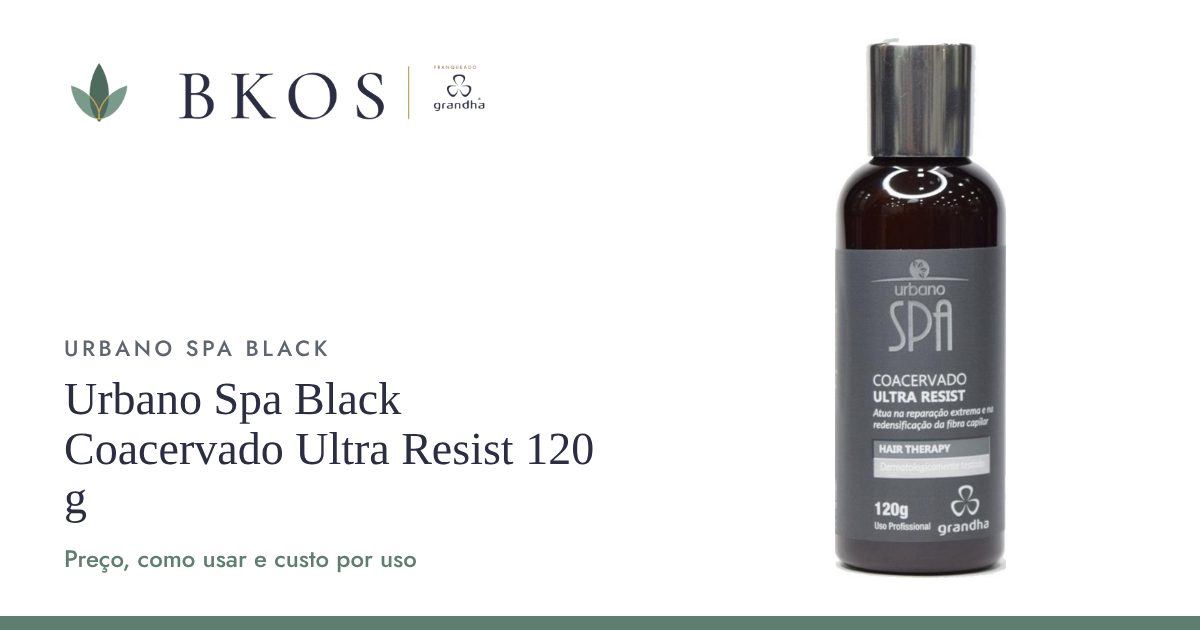 BKOS
FRANQUEADO
grandha
URBANO SPA BLACK
Urbano Spa Black
Coacervado Ultra Resist 120
g
Preço, como usar e custo por uso
urbano
SPA
COACERVADO
ULTRA RESIST
Atua na reparação extrema e na
redensificação da fibra capilar
HAIR THERAPY
Dermatologicamente testado
120g
Uso Profissional
grandha